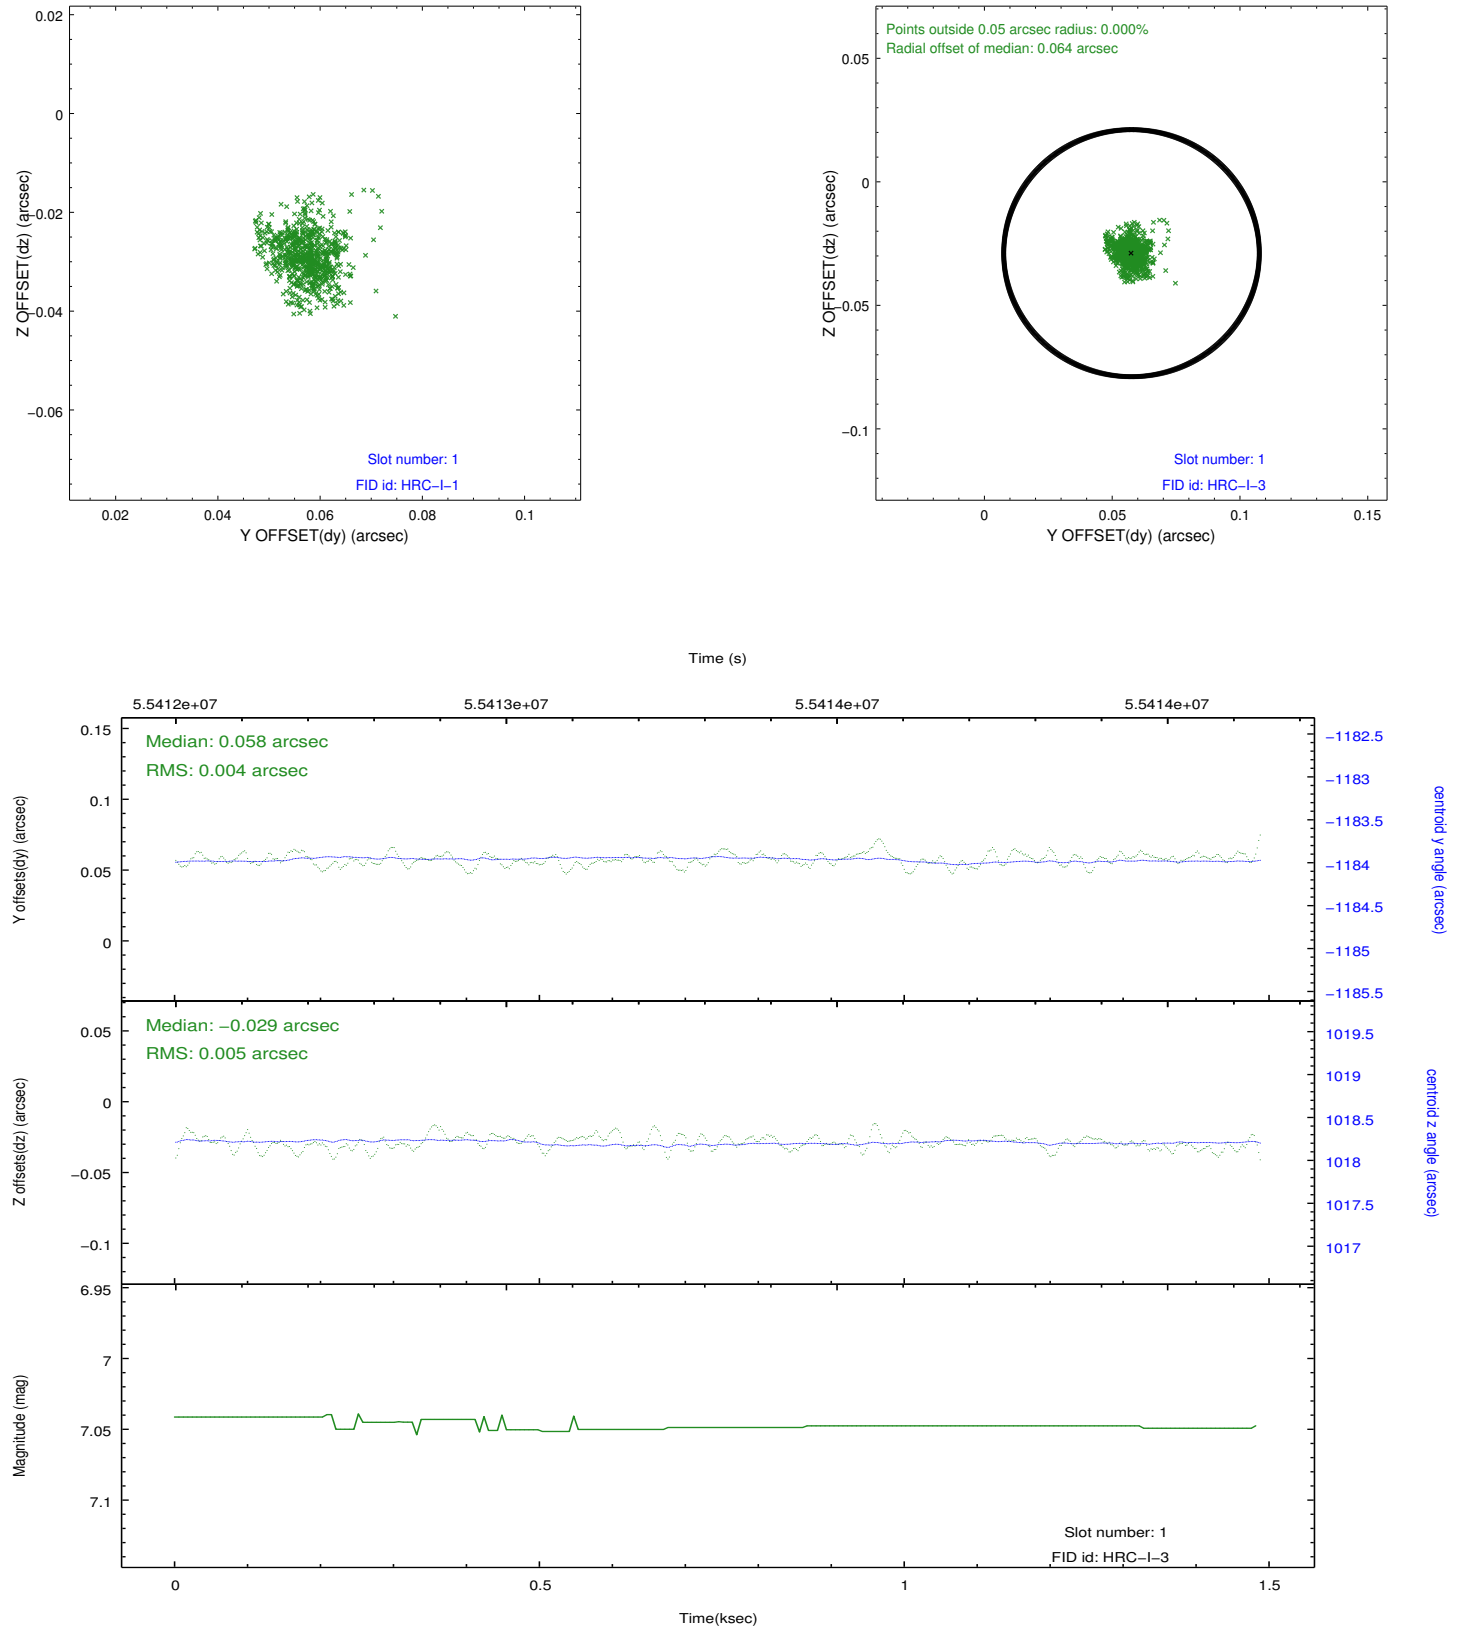 0.02
0
−0.02
−0.04
−0.06
Z OFFSET(dz) (arcsec)
Slot number: 1
FID id: HRC−I−1
0.02 0.04 0.06 0.08 0.1
Y OFFSET(dy) (arcsec)
Points outside 0.05 arcsec radius: 0.000%
Radial offset of median: 0.064 arcsec
0.05
0
−0.05
−0.1
Z OFFSET(dz) (arcsec)
Slot number: 1
FID id: HRC−I−3
0 0.05 0.1 0.15
Y OFFSET(dy) (arcsec)
Time (s)
5.5412e+07 5.5413e+07 5.5414e+07 5.5414e+07
Median: 0.058 arcsec
RMS: 0.004 arcsec
0.15
0.1
0.05
0
Y offsets(dy) (arcsec)
−1182.5
−1183
−1183.5
−1184
−1184.5
−1185
−1185.5
centroid y angle (arcsec)
Median: −0.029 arcsec
RMS: 0.005 arcsec
0.05
0
−0.05
−0.1
Z offsets(dz) (arcsec)
1019.5
1019
1018.5
1018
1017.5
1017
centroid z angle (arcsec)
6.95
7
7.05
7.1
Magnitude (mag)
Slot number: 1
FID id: HRC−I−3
0 0.5 1 1.5
Time(ksec)